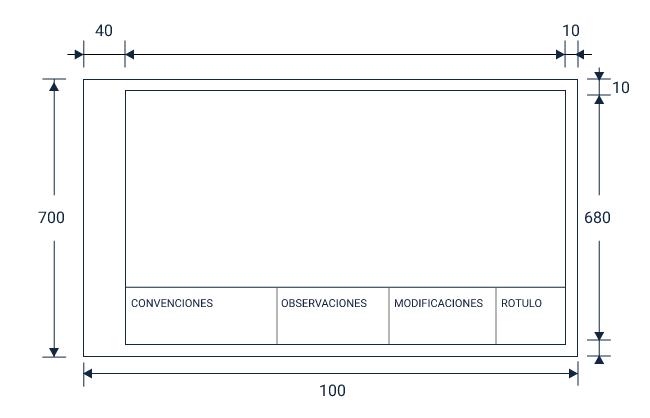 40
10
10
700
680
CONVENCIONES
OBSERVACIONES
MODIFICACIONES
ROTULO
100